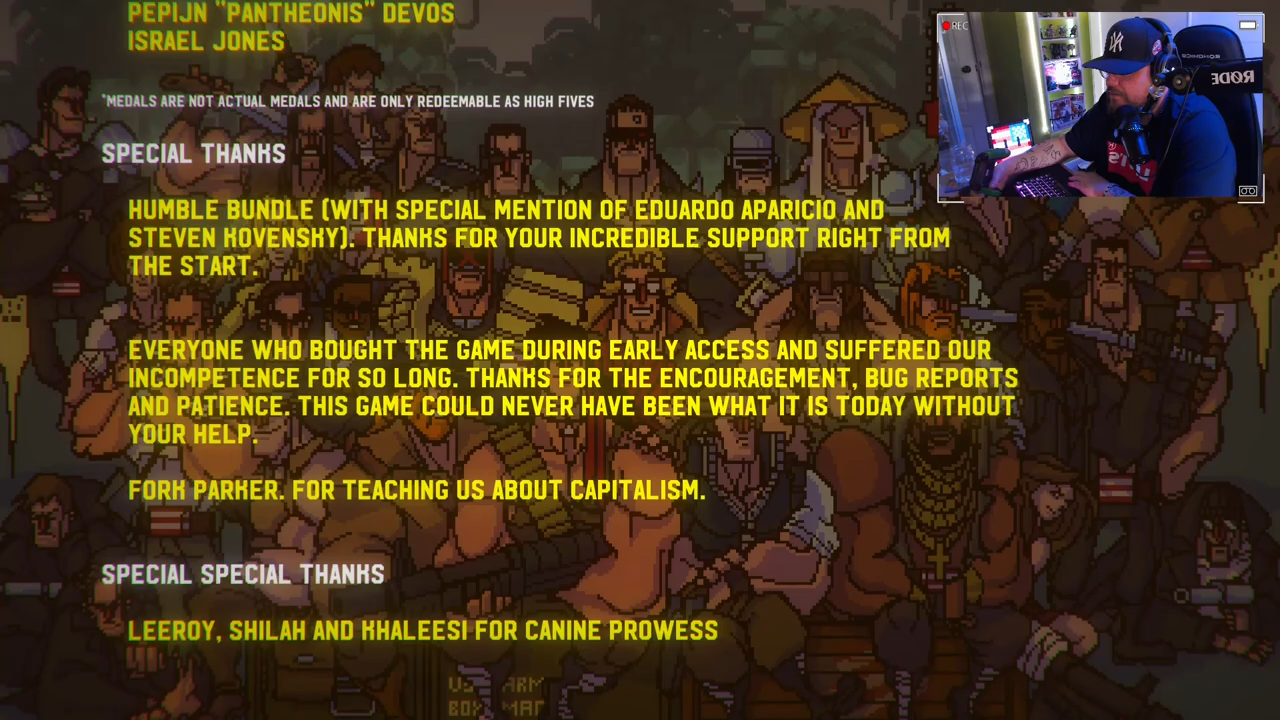 PEPIJN "PANTHEONIS" DEVOS
ISRAEL JONES
*MEDALS ARE NOT ACTUAL MEDALS AND ARE ONLY REDEEMABLE AS HIGH FIVES
SPECIAL THANKS
HUMBLE BUNDLE (WITH SPECIAL MENTION OF EDUARDO APARICIO AND
STEVEN KOVENSKY). THANKS FOR YOUR INCREDIBLE SUPPORT RIGHT FROM
THE START.
EVERYONE WHO BOUGHT THE GAME DURING EARLY ACCESS AND SUFFERED OUR
INCOMPETENCE FOR SO LONG. THANKS FOR THE ENCOURAGEMENT, BUG REPORTS
AND PATIENCE. THIS GAME COULD NEVER HAVE BEEN WHAT IT IS TODAY WITHOUT
YOUR HELP.
FORK PARKER. FOR TEACHING US ABOUT CAPITALISM.
SPECIAL SPECIAL THANKS
LEEROY, SHILAH AND KHALEESI FOR CANINE PROWESS
REC
RØDE